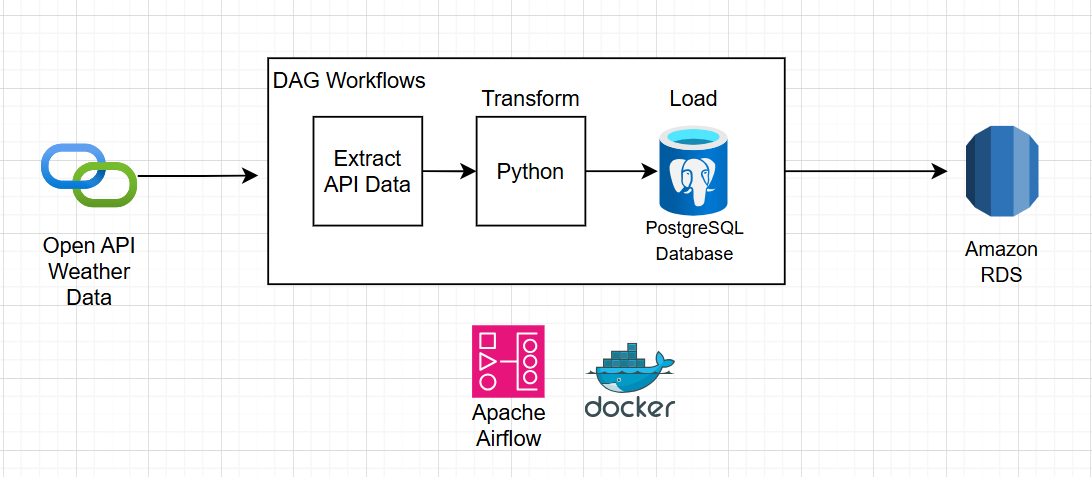 DAG Workflows
Transform
Load
Extract
API Data
Python
PostgreSQL
Database
Open API
Weather
Data
Amazon
RDS
Apache
Airflow
docker